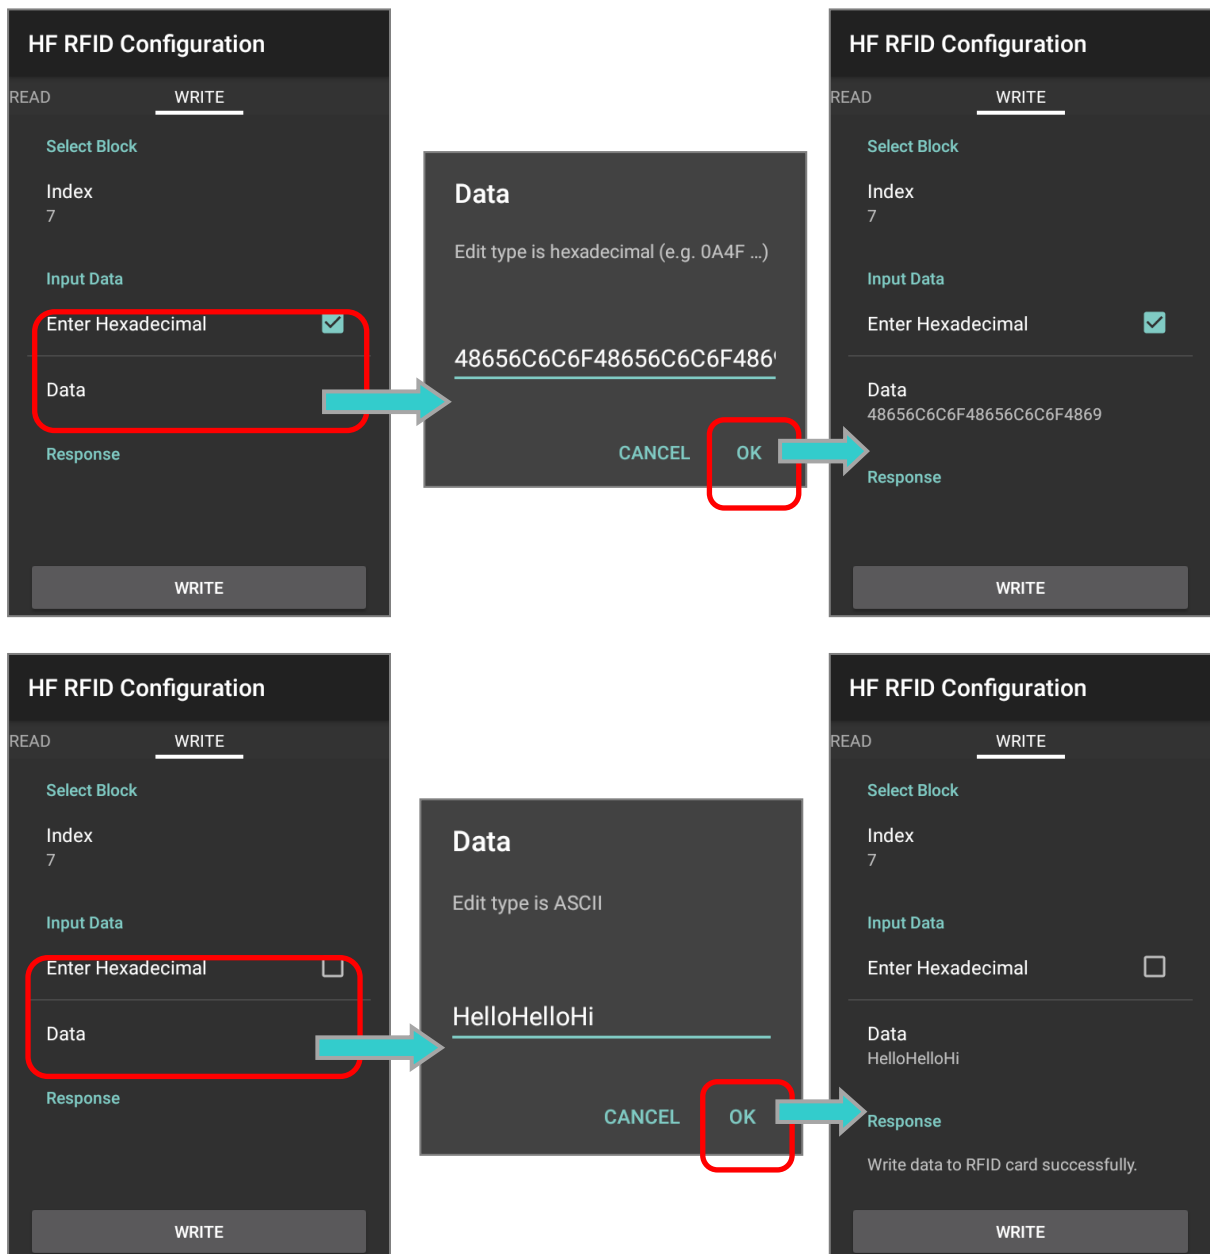 HF RFID Configuration
READ WRITE
Select Block
Index
7
Input Data
Enter Hexadecimal
Data
Response
WRITE
Data
Edit type is hexadecimal (e.g. 0A4F ...)
48656C6C6F48656C6C6F486
CANCEL OK
HF RFID Configuration
READ WRITE
Select Block
Index
7
Input Data
Enter Hexadecimal
Data
48656C6C6F48656C6C6F4869
Response
WRITE
HF RFID Configuration
READ WRITE
Select Block
Index
7
Input Data
Enter Hexadecimal
Data
Response
WRITE
Data
Edit type is ASCII
HelloHelloHi
CANCEL OK
HF RFID Configuration
READ WRITE
Select Block
Index
7
Input Data
Enter Hexadecimal
Data
HelloHelloHi
Response
Write data to RFID card successfully.
WRITE